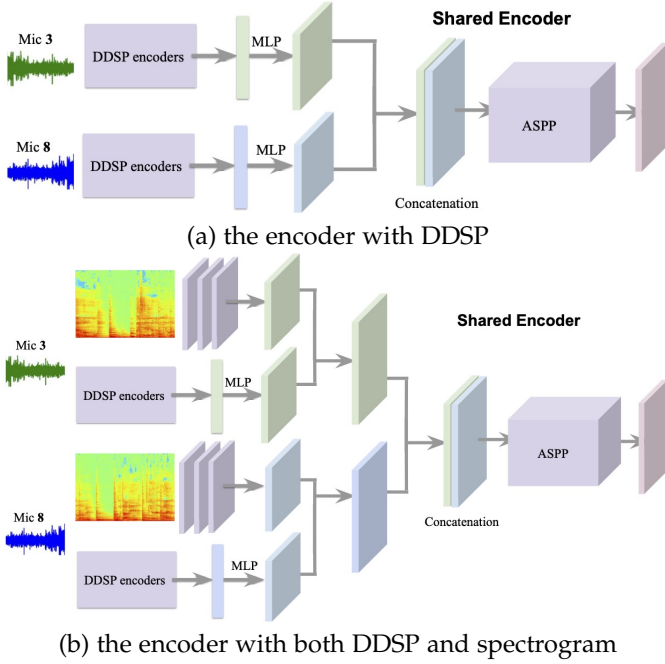 Shared Encoder
Mic 3
DDSP encoders
MLP
Mic 8
DDSP encoders
MLP
ASPP
Concatenation
(a) the encoder with DDSP
Shared Encoder
Mic 3
DDSP encoders
MLP
ASPP
Mic 8
Concatenation
DDSP encoders
MLP
(b) the encoder with both DDSP and spectrogram